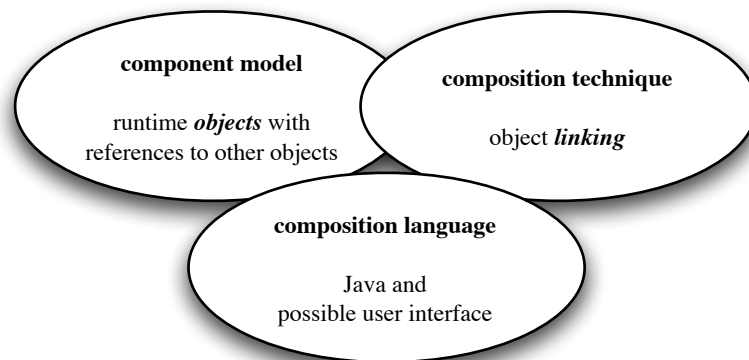 component model
runtime objects with
references to other objects
composition technique
object linking
composition language
Java and
possible user interface